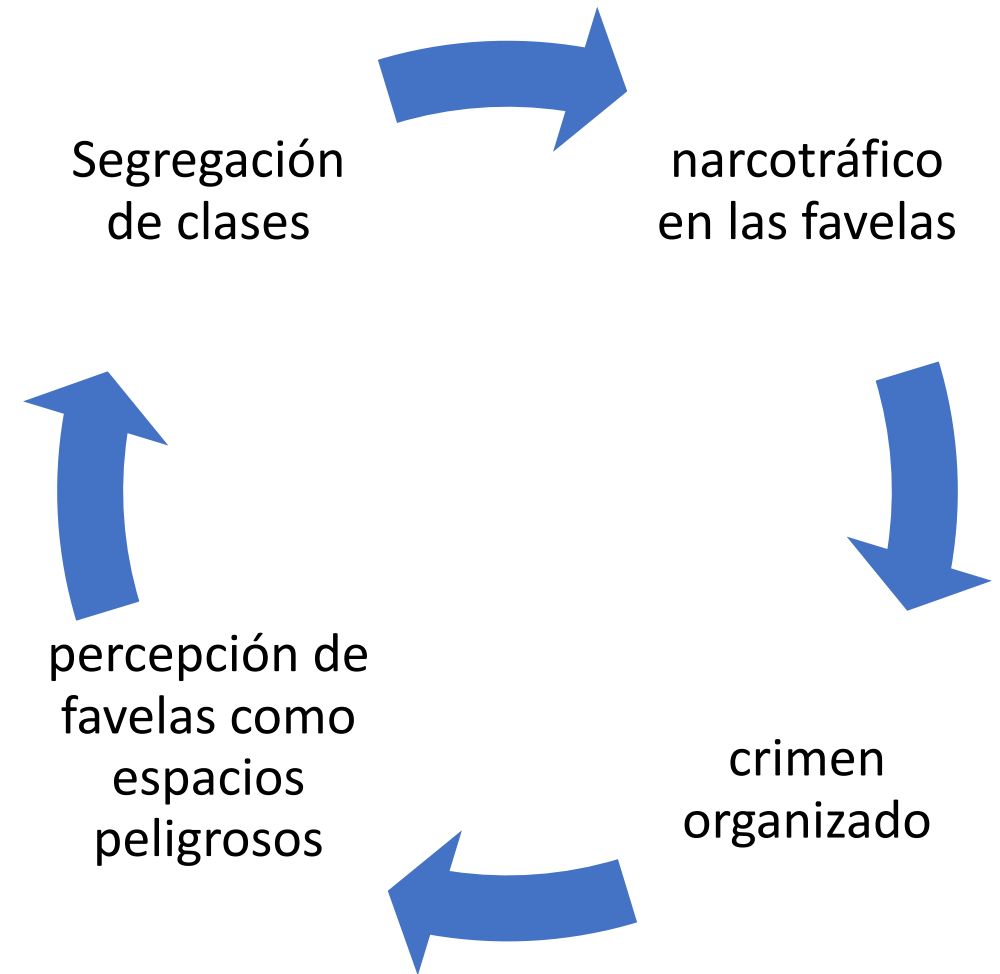 Segregación
de clases
narcotráfico
en las favelas
crimen
organizado
percepción de
favelas como
espacios
peligrosos